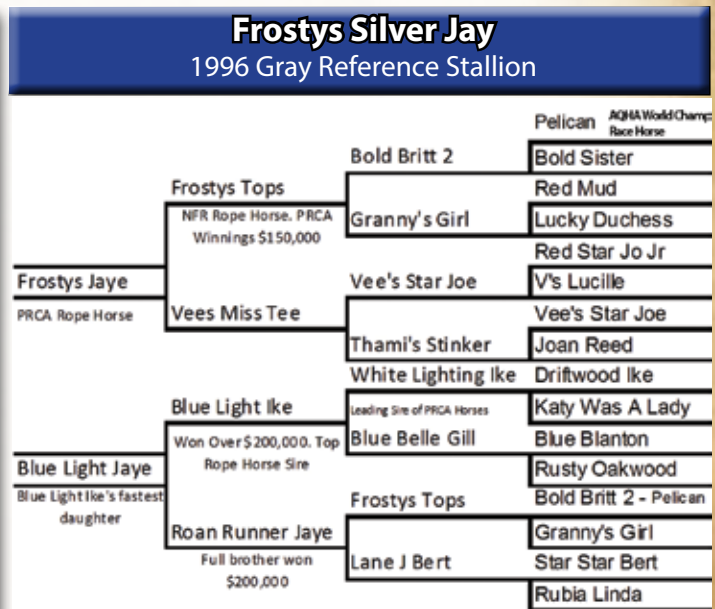 Frostys Silver Jay
1996 Gray Reference Stallion
Pelican AQHA World Champ
Race Horse
Bold Britt 2
Bold Sister
Frostys Tops
Red Mud
NFR Rope Horse. PRCA
Winnings $150,000
Granny's Girl
Lucky Duchess
Red Star Jo Jr
Frostys Jaye
Vee's Star Joe
V's Lucille
PRCA Rope Horse
Vees Miss Tee
Vee's Star Joe
Thami's Stinker
Joan Reed
White Lighting Ike
Driftwood Ike
Blue Light Ike
Leading Sire of PRCA Horses
Katy Was A Lady
Won Over $200,000. Top
Rope Horse Sire
Blue Belle Gill
Blue Blanton
Blue Light Jaye
Rusty Oakwood
Blue Light Ike's fastest
daughter
Frostys Tops
Bold Britt 2 - Pelican
Roan Runner Jaye
Granny's Girl
Full brother won
$200,000
Lane J Bert
Star Star Bert
Rubia Linda